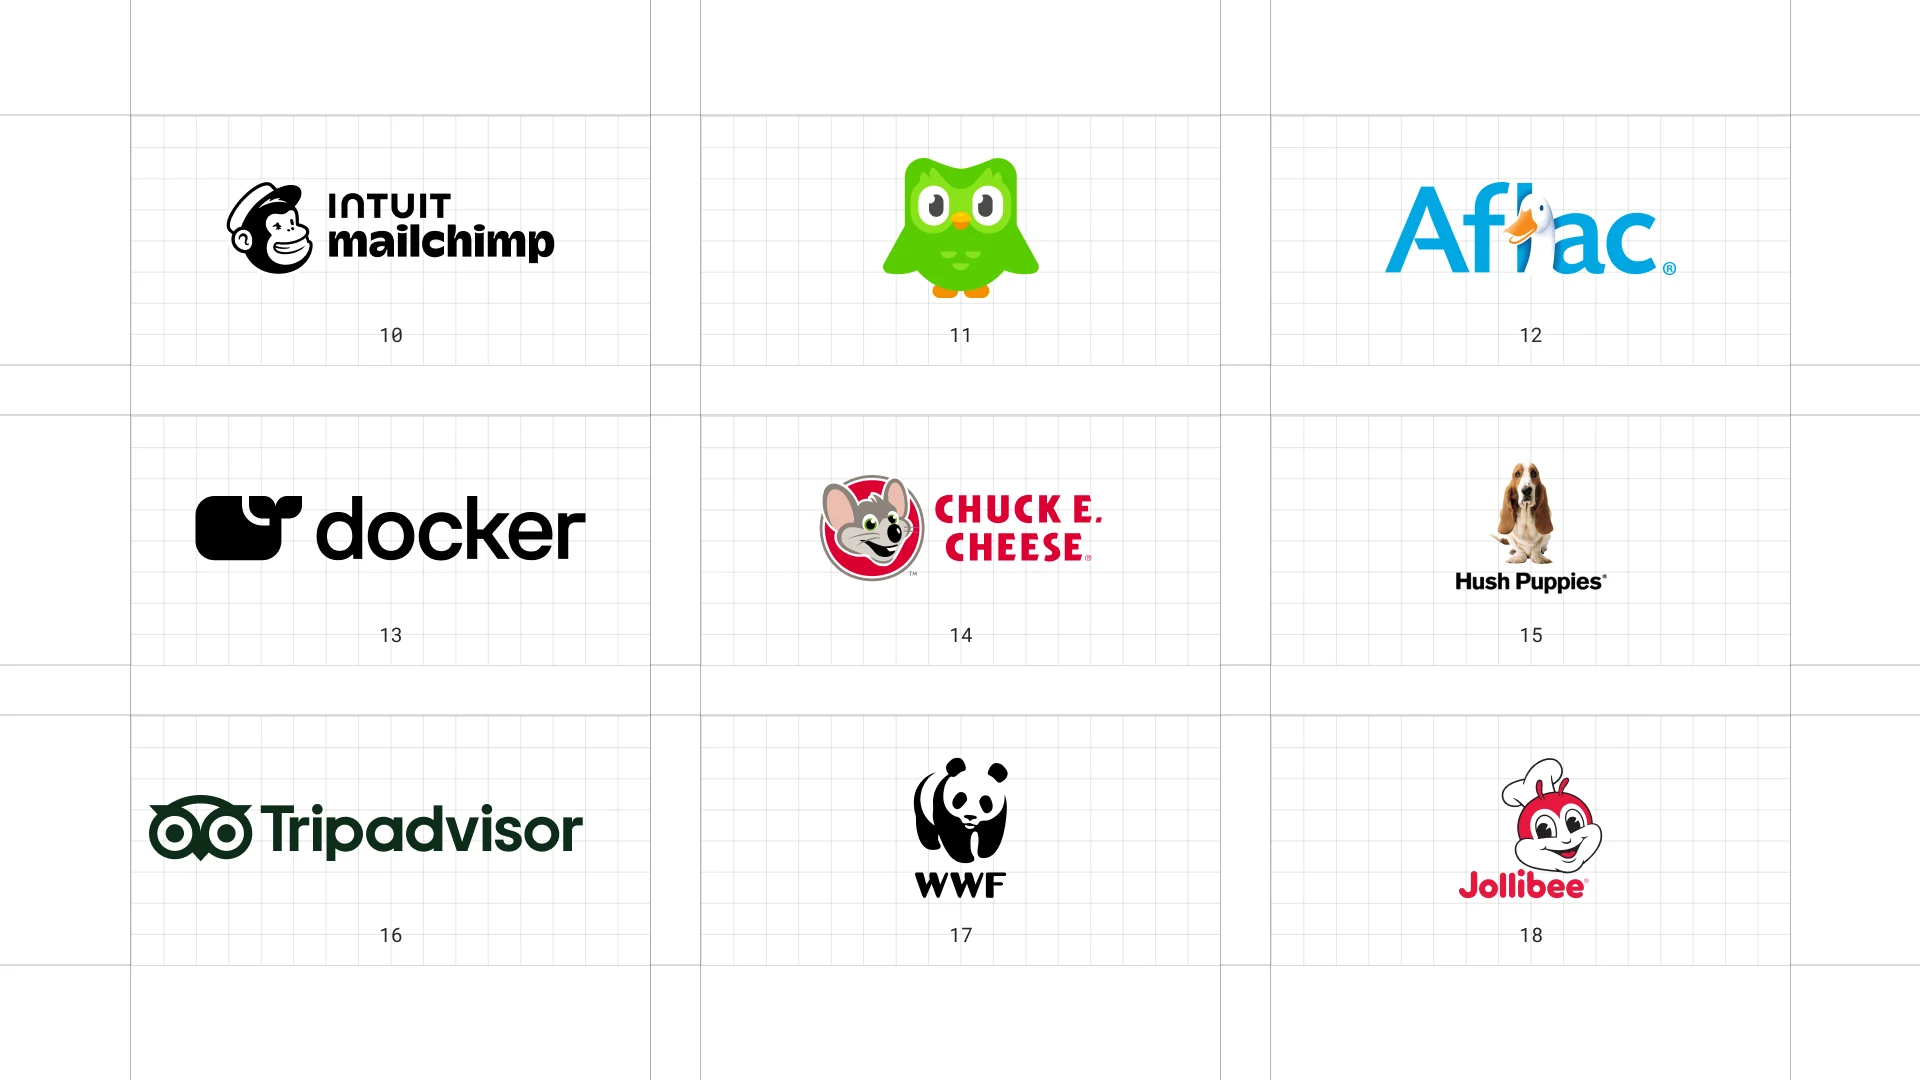 INTUIT
mailchimp
10
11
Aflac®
12
docker
13
CHUCK E.
CHEESE®
™
14
Hush Puppies®
15
Tripadvisor
16
WWF
17
Jollibee®
18